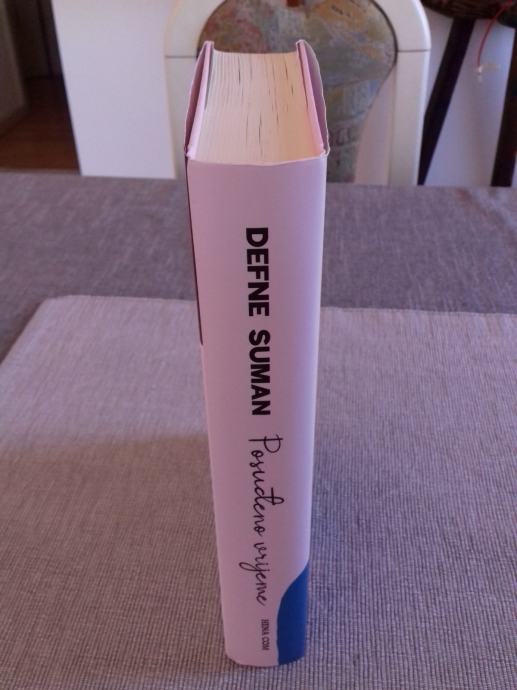 DEFNE SUMAN
Posuđeno vrijeme
HENA COM